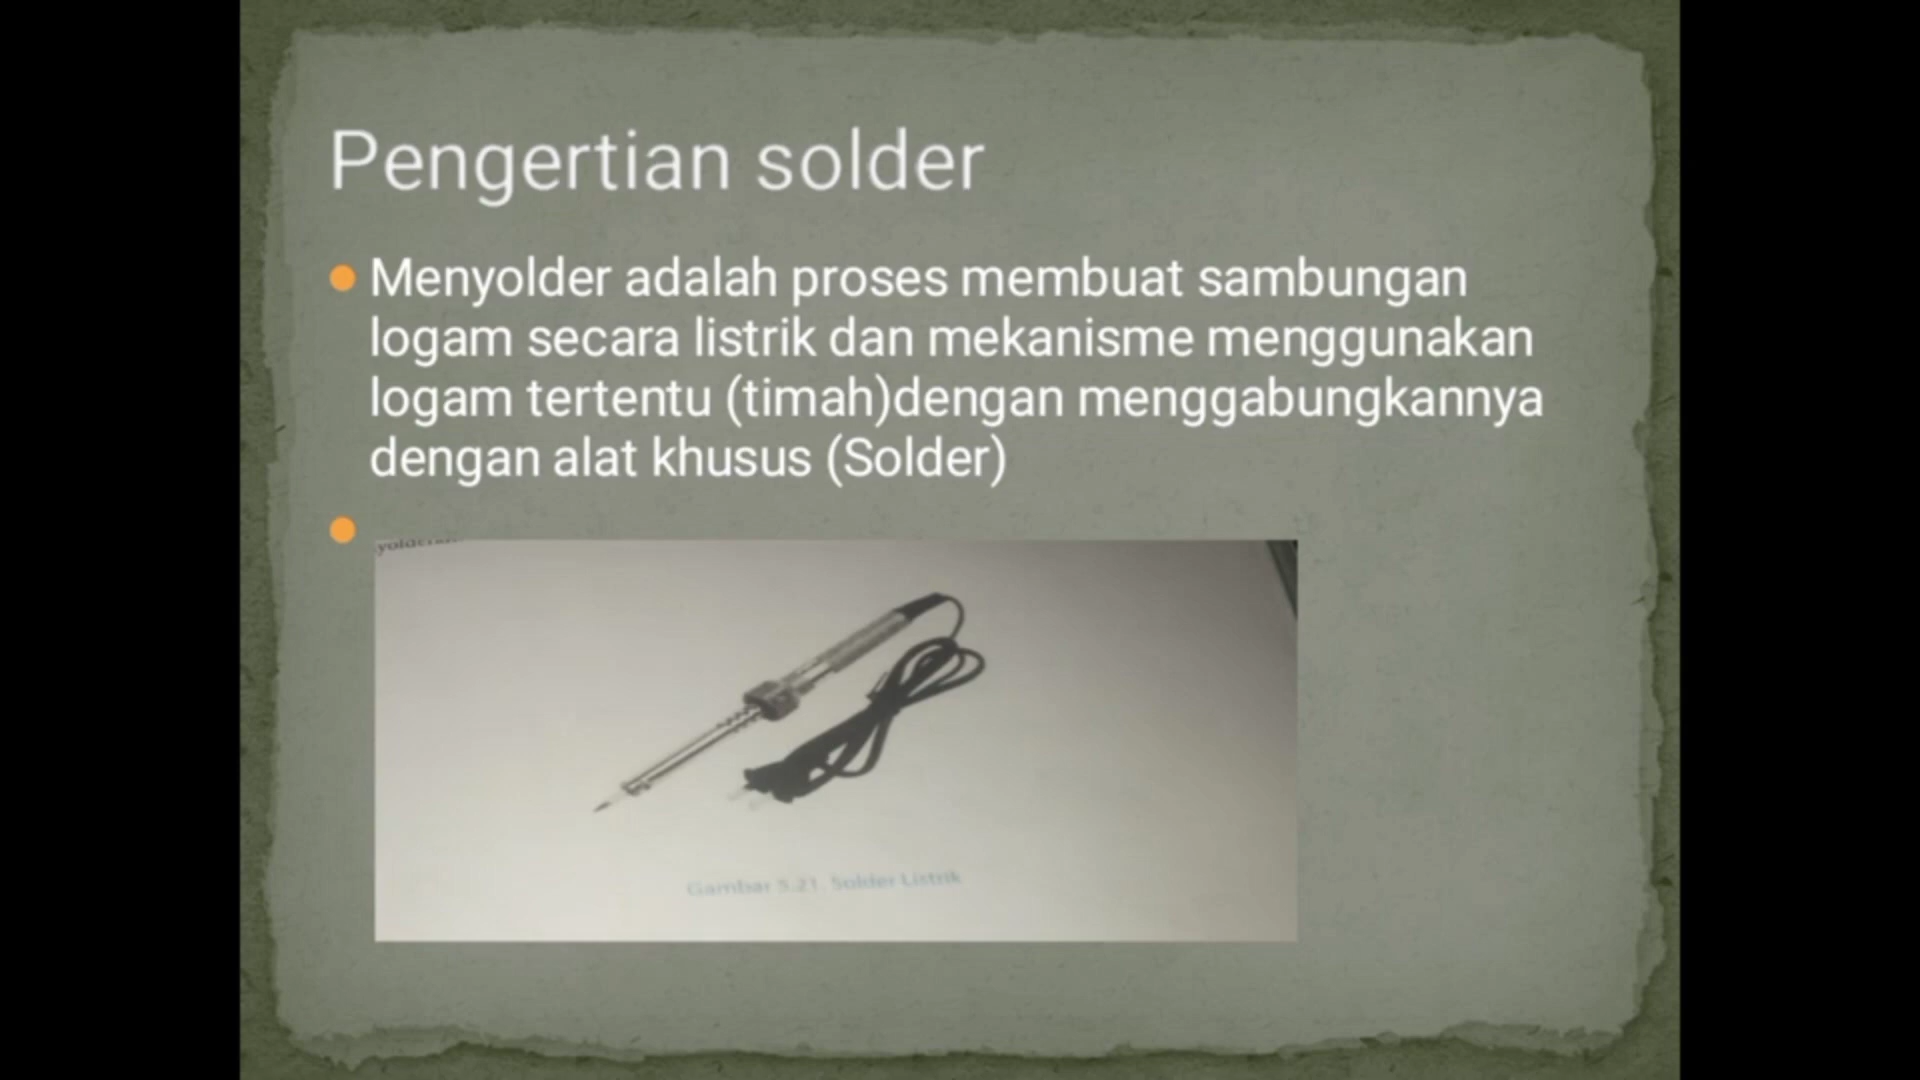 Pengertian solder
Menyolder adalah proses membuat sambungan
logam secara listrik dan mekanisme menggunakan
logam tertentu (timah)dengan menggabungkannya
dengan alat khusus (Solder)
Gambar 5.21. Solder Listrik